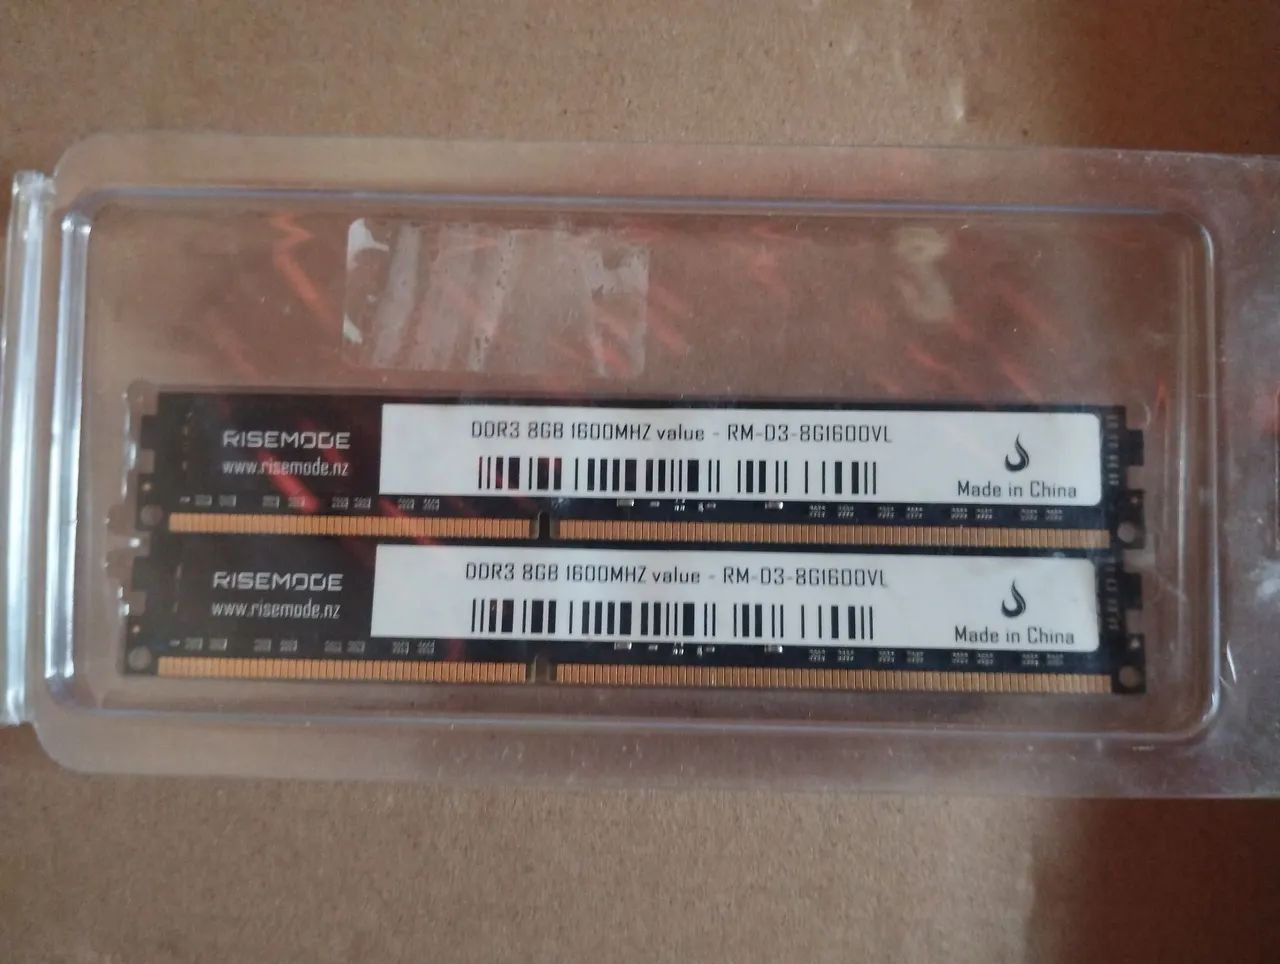 RISEMODE
www.risemode.nz
DDR3 8GB 1600MHZ value - RM-D3-8G1600VL
Made in China
RISEMODE
www.risemode.nz
DDR3 8GB 1600MHZ value - RM-D3-8G1600VL
Made in China